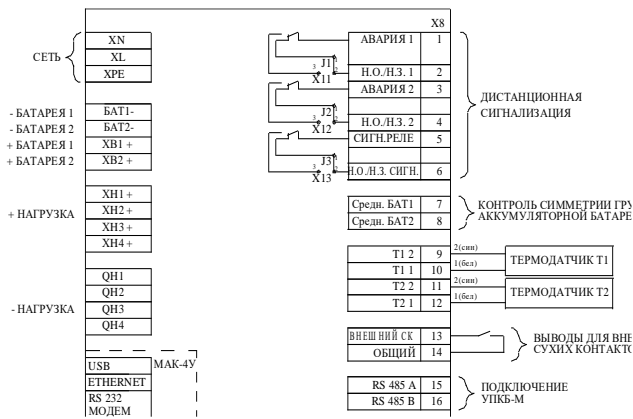 X8
СЕТЬ
XN
XL
XPE
- БАТАРЕЯ 1 БАТ1-
- БАТАРЕЯ 2 БАТ2-
+ БАТАРЕЯ 1 XB1 +
+ БАТАРЕЯ 2 XB2 +
+ НАГРУЗКА
XH1 +
XH2 +
XH3 +
XH4 +
- НАГРУЗКА
QH1
QH2
QH3
QH4
МАК-4У
USB
ETHERNET
RS 232
МОДЕМ
АВАРИЯ 1 1
J1
3
X11
Н.О./Н.З. 1 2
АВАРИЯ 2 3
J2
3
X12
Н.О./Н.З. 2 4
СИГН.РЕЛЕ 5
J3
3
X13
Н.О./Н.З. СИГН. 6
ДИСТАНЦИОННАЯ
СИГНАЛИЗАЦИЯ
Средн. БАТ1 7
Средн. БАТ2 8
КОНТРОЛЬ СИММЕТРИИ ГРУ
АККУМУЛЯТОРНОЙ БАТАРЕ
T1 2 9 2(син)
T1 1 10 1(бел)
ТЕРМОДАТЧИК T1
T2 2 11 2(син)
T2 1 12 1(бел)
ТЕРМОДАТЧИК T2
ВНЕШНИЙ СК 13
ОБЩИЙ 14
ВЫВОДЫ ДЛЯ ВНЕ
СУХИХ КОНТАКТО
RS 485 A 15
RS 485 B 16
ПОДКЛЮЧЕНИЕ
УПКБ-М